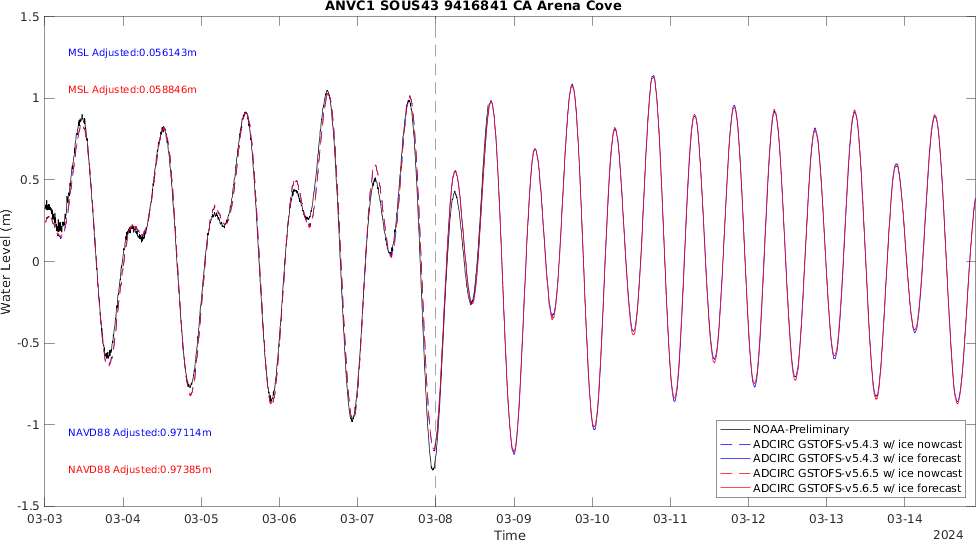 ANVC1 SOUS43 9416841 CA Arena Cove
1.5
1
0.5
0
-0.5
-1
-1.5
Water Level (m)
MSL Adjusted:0.056143m
MSL Adjusted:0.058846m
NAVD88 Adjusted:0.97114m
NAVD88 Adjusted:0.97385m
NOAA-Preliminary
ADCIRC GSTOFS-v5.4.3 w/ ice nowcast
ADCIRC GSTOFS-v5.4.3 w/ ice forecast
ADCIRC GSTOFS-v5.6.5 w/ ice nowcast
ADCIRC GSTOFS-v5.6.5 w/ ice forecast
03-03 03-04 03-05 03-06 03-07 03-08 03-09 03-10 03-11 03-12 03-13 03-14
Time
2024